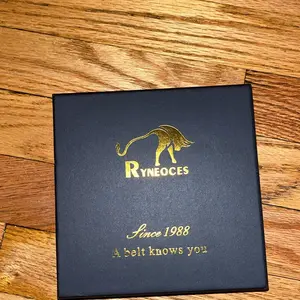 RYNEOCES
Since 1988
A belt knows you